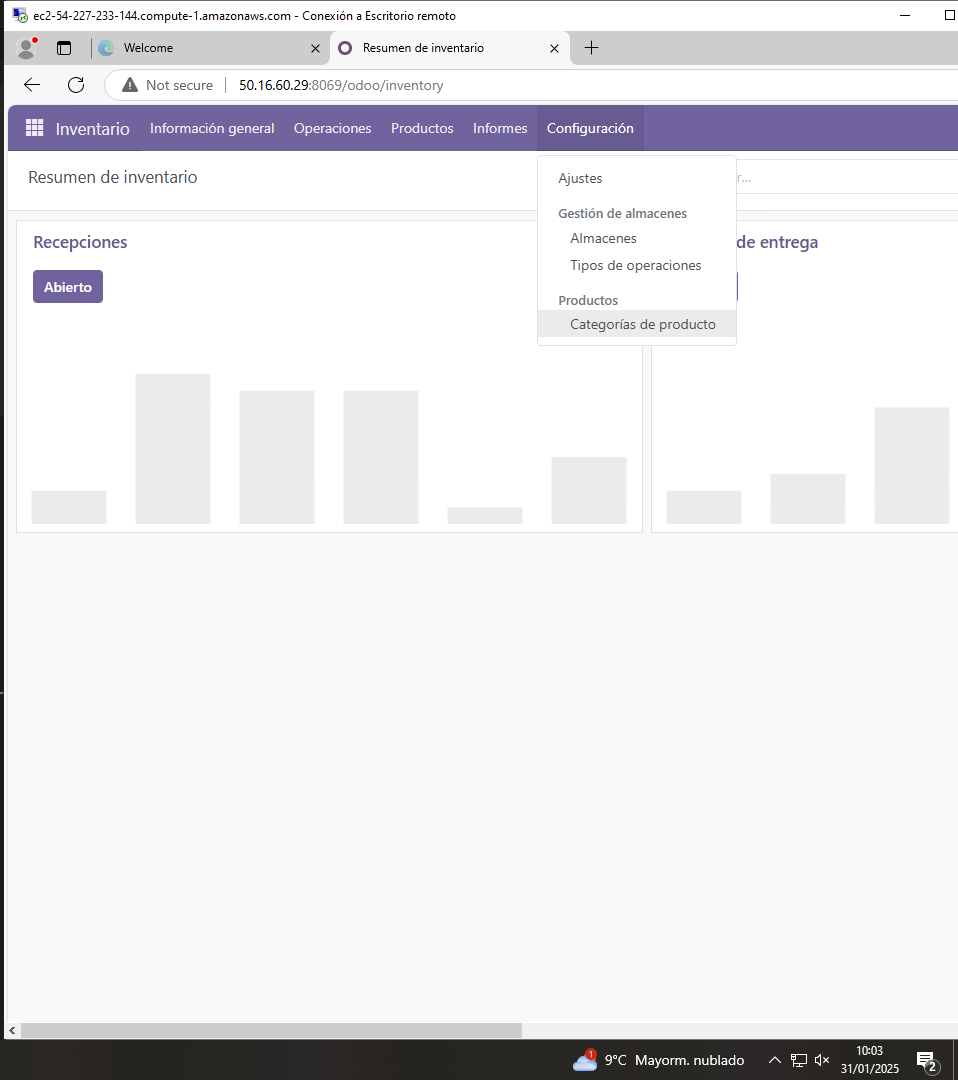 ec2-54-227-233-144.compute-1.amazonaws.com - Conexión a Escritorio remoto
Welcome
Resumen de inventario
Not secure
50.16.60.29:8069/odoo/inventory
Inventario Información general Operaciones Productos Informes Configuración
Resumen de inventario
r...
Ajustes
Gestión de almacenes
Almacenes
Tipos de operaciones
Productos
Categorías de producto
Recepciones
de entrega
Abierto
1
9°C Mayorm. nublado
10:03
31/01/2025
2